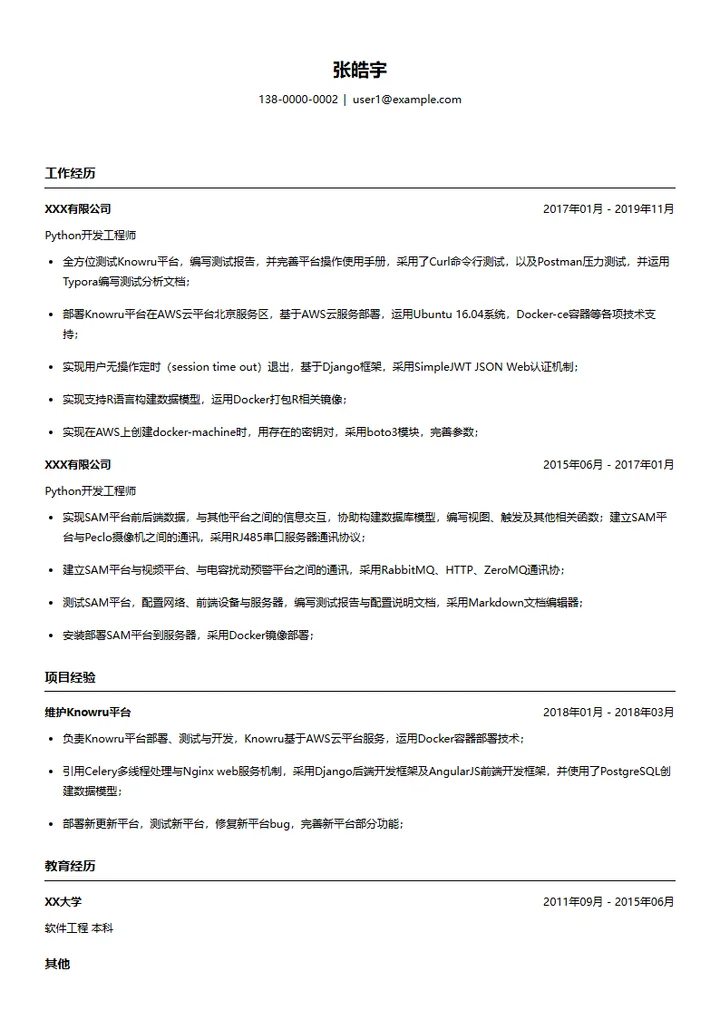 张皓宇
138-0000-0002 | user1@example.com
工作经历
XXX有限公司 2017年01月 - 2019年11月
Python开发工程师
• 全方位测试Knowru平台，编写测试报告，并完善平台操作使用手册，采用了Curl命令行测试，以及Postman压力测试，并运用
Typora编写测试分析文档；
• 部署Knowru平台在AWS云平台北京服务区，基于AWS云服务部署，运用Ubuntu 16.04系统，Docker-ce容器等各项技术支
持；
• 实现用户无操作定时（session time out）退出，基于Django框架，采用SimpleJWT JSON Web认证机制；
• 实现支持R语言构建数据模型，运用Docker打包R相关镜像；
• 实现在AWS上创建docker-machine时，用存在的密钥对，采用boto3模块，完善参数；
XXX有限公司 2015年06月 - 2017年01月
Python开发工程师
• 实现SAM平台前后端数据，与其他平台之间的信息交互，协助构建数据库模型，编写视图、触发及其他相关函数；建立SAM平
台与Peclo摄像机之间的通讯，采用RJ485串口服务器通讯协议；
• 建立SAM平台与视频平台、与电容扰动预警平台之间的通讯，采用RabbitMQ、HTTP、ZeroMQ通讯协；
• 测试SAM平台，配置网络、前端设备与服务器，编写测试报告与配置说明文档，采用Markdown文档编辑器；
• 安装部署SAM平台到服务器，采用Docker镜像部署；
项目经验
维护Knowru平台 2018年01月 - 2018年03月
• 负责Knowru平台部署、测试与开发，Knowru基于AWS云平台服务，运用Docker容器部署技术；
• 引用Celery多线程处理与Nginx web服务机制，采用Django后端开发框架及AngularJS前端开发框架，并使用了PostgreSQL创
建数据模型；
• 部署新更新平台，测试新平台，修复新平台bug，完善新平台部分功能；
教育经历
XX大学 2011年09月 - 2015年06月
软件工程 本科
其他